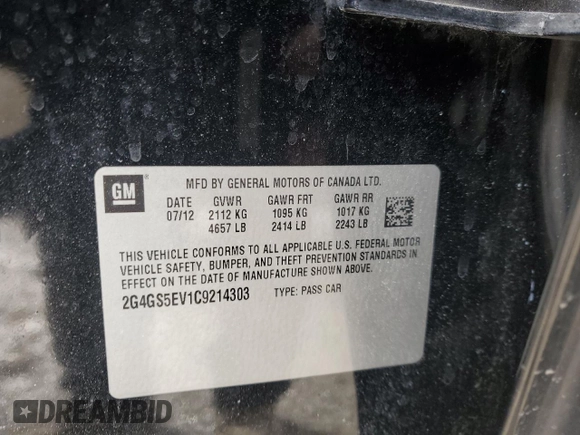 GM
MFD BY GENERAL MOTORS OF CANADA LTD.
DATE GVWR GAWR FRT GAWR RR
07/12 2112 KG 1095 KG 1017 KG
4657 LB 2414 LB 2243 LB
THIS VEHICLE CONFORMS TO ALL APPLICABLE U.S. FEDERAL MOTOR
VEHICLE SAFETY, BUMPER, AND THEFT PREVENTION STANDARDS IN
EFFECT ON THE DATE OF MANUFACTURE SHOWN ABOVE.
2G4GS5EV1C9214303 TYPE: PASS CAR
DREAMBID